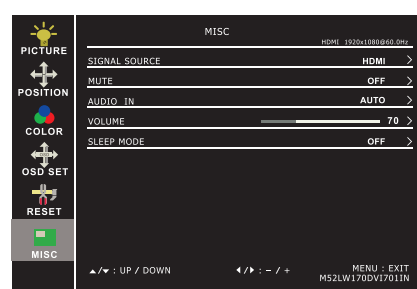 MISC
HDMI 1920x1080@60.0Hz
PICTURE
POSITION
COLOR
OSD
OSD SET
RESET
MISC
SIGNAL SOURCE HDMI >
MUTE OFF >
AUDIO IN AUTO >
VOLUME 70 >
SLEEP MODE OFF >
▲/▼ : UP / DOWN ◀/▶ : – / + MENU : EXIT
M52LW170DVI701IN